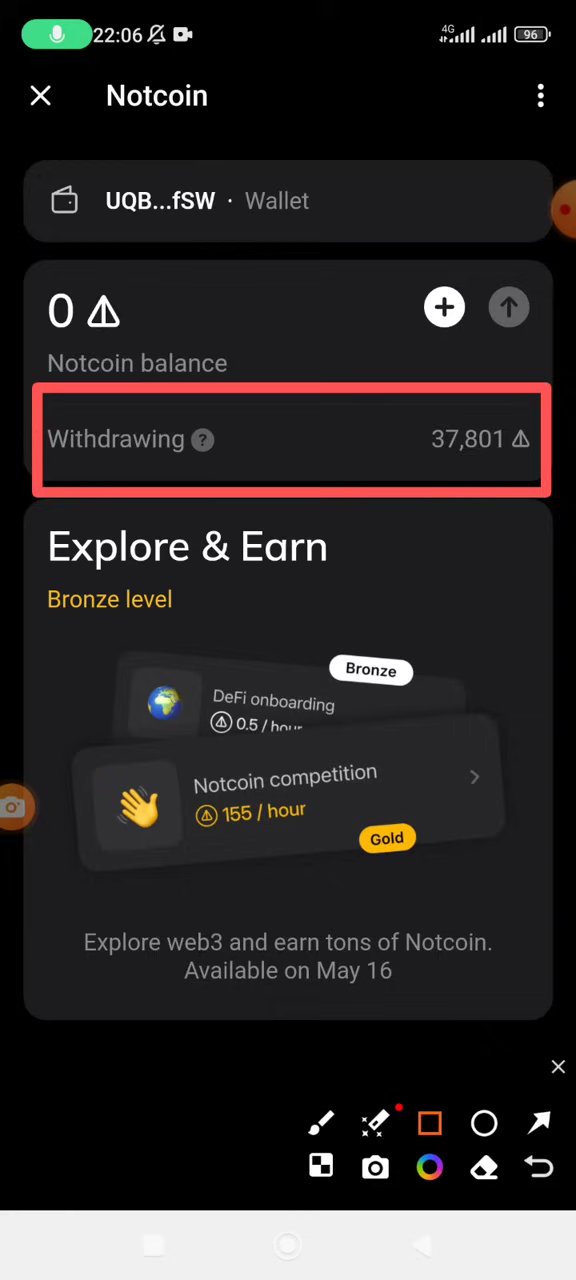 22:06
4G
96
Notcoin
UQB...fSW · Wallet
0
Notcoin balance
Withdrawing ?
37,801
Explore & Earn
Bronze level
Bronze
DeFi onboarding
0.5 / hour
Notcoin competition
155 / hour
Gold
Explore web3 and earn tons of Notcoin.
Available on May 16